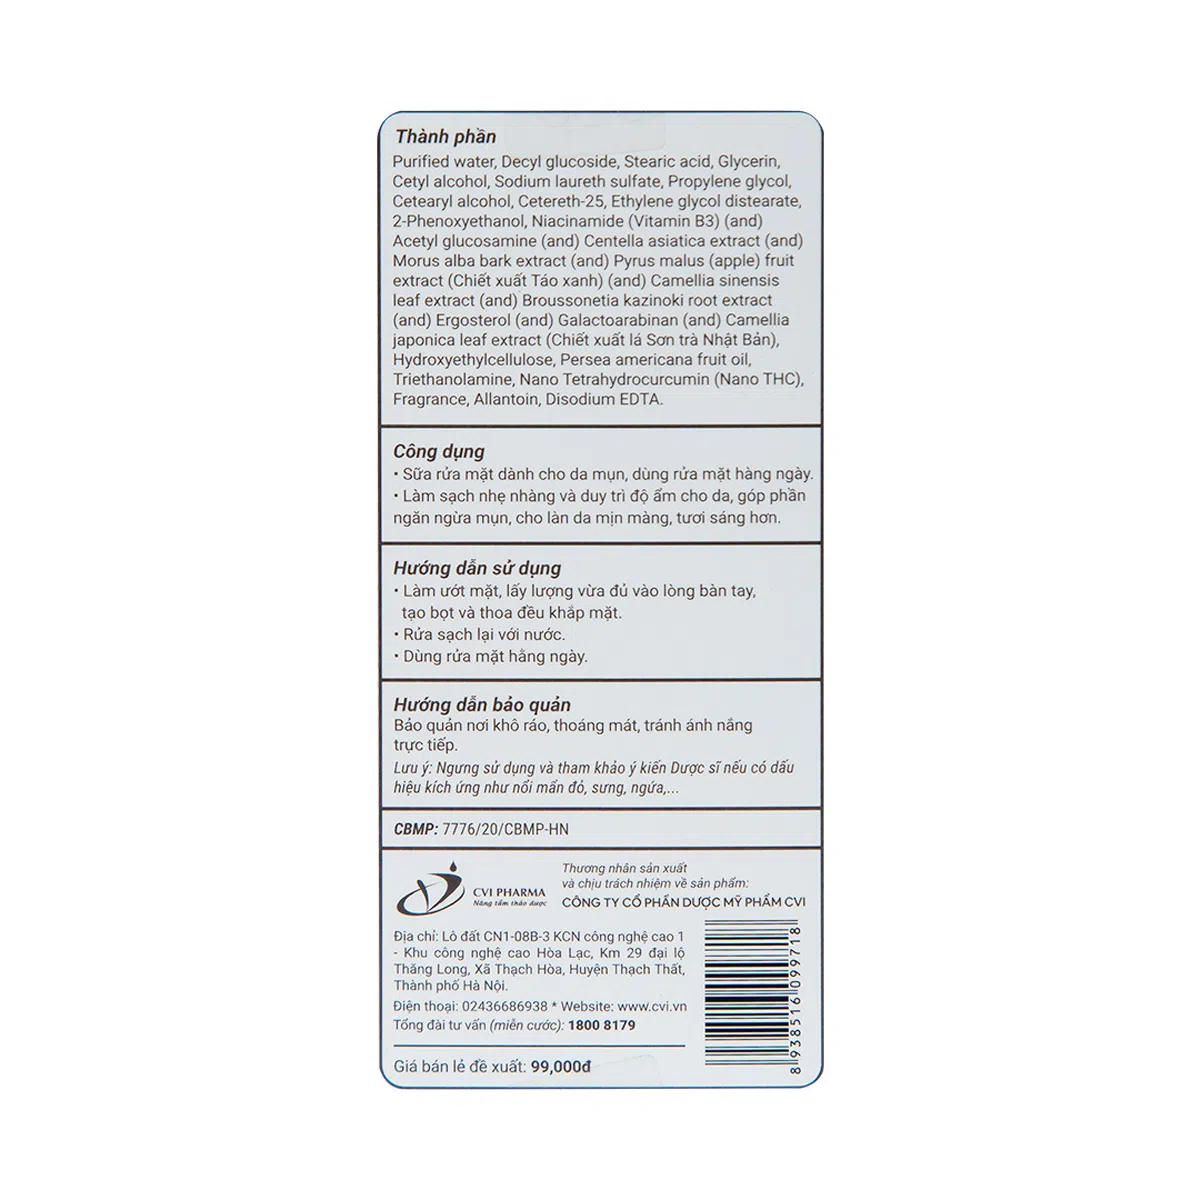 Thành phần
Purified water, Decyl glucoside, Stearic acid, Glycerin,
Cetyl alcohol, Sodium laureth sulfate, Propylene glycol,
Cetearyl alcohol, Cetereth-25, Ethylene glycol distearate,
2-Phenoxyethanol, Niacinamide (Vitamin B3) (and)
Acetyl glucosamine (and) Centella asiatica extract (and)
Morus alba bark extract (and) Pyrus malus (apple) fruit
extract (Chiết xuất Táo xanh) (and) Camellia sinensis
leaf extract (and) Broussonetia kazinoki root extract
(and) Ergosterol (and) Galactoarabinan (and) Camellia
japonica leaf extract (Chiết xuất lá Sơn trà Nhật Bản),
Hydroxyethylcellulose, Persea americana fruit oil,
Triethanolamine, Nano Tetrahydrocurcumin (Nano THC),
Fragrance, Allantoin, Disodium EDTA.
Công dụng
• Sữa rửa mặt dành cho da mụn, dùng rửa mặt hàng ngày.
• Làm sạch nhẹ nhàng và duy trì độ ẩm cho da, góp phần
ngăn ngừa mụn, cho làn da mịn màng, tươi sáng hơn.
Hướng dẫn sử dụng
• Làm ướt mặt, lấy lượng vừa đủ vào lòng bàn tay,
tạo bọt và thoa đều khắp mặt.
• Rửa sạch lại với nước.
• Dùng rửa mặt hằng ngày.
Hướng dẫn bảo quản
Bảo quản nơi khô ráo, thoáng mát, tránh ánh nắng
trực tiếp.
Lưu ý: Ngưng sử dụng và tham khảo ý kiến Dược sĩ nếu có dấu
hiệu kích ứng như nổi mẩn đỏ, sưng, ngứa,...
CBMP: 7776/20/CBMP-HN
CVI PHARMA
Nâng tầm thảo dược
Thương nhân sản xuất
và chịu trách nhiệm về sản phẩm:
CÔNG TY CỔ PHẦN DƯỢC MỸ PHẨM CVI
Địa chỉ: Lô đất CN1-08B-3 KCN công nghệ cao 1
- Khu công nghệ cao Hòa Lạc, Km 29 đại lộ
Thăng Long, Xã Thạch Hòa, Huyện Thạch Thất,
Thành phố Hà Nội.
Điện thoại: 02436686938 * Website: www.cvi.vn
Tổng đài tư vấn (miễn cước): 1800 8179
Giá bán lẻ đề xuất: 99,000đ
8 938516 099718